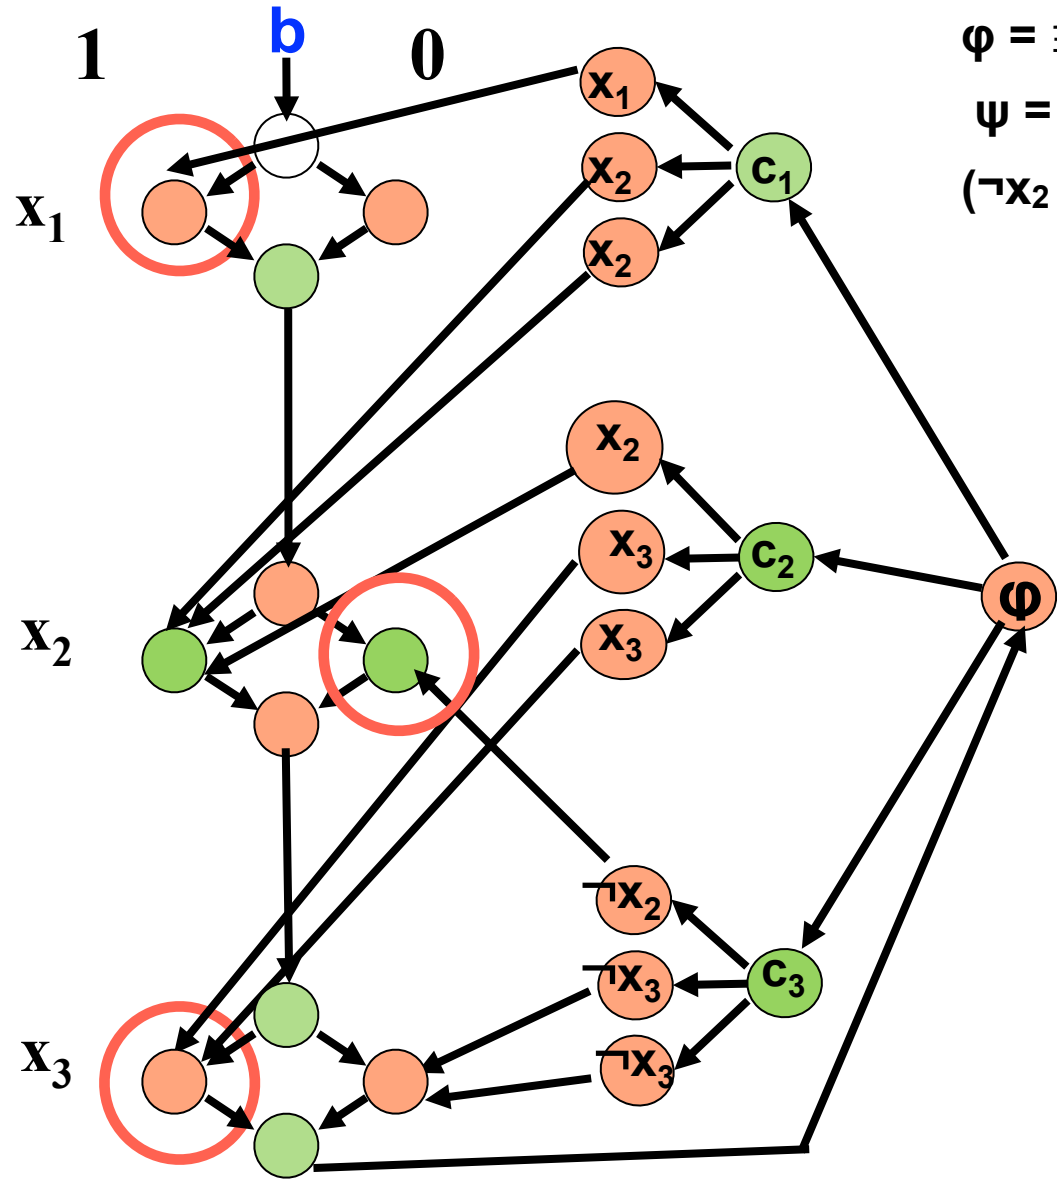 1
b
0
φ =
ψ =
(¬x₂
x₁
x₁
x₂
x₂
c₁
x₂
x₂
x₃
x₃
c₂
φ
x₃
¬x₂
¬x₃
¬x₃
c₃